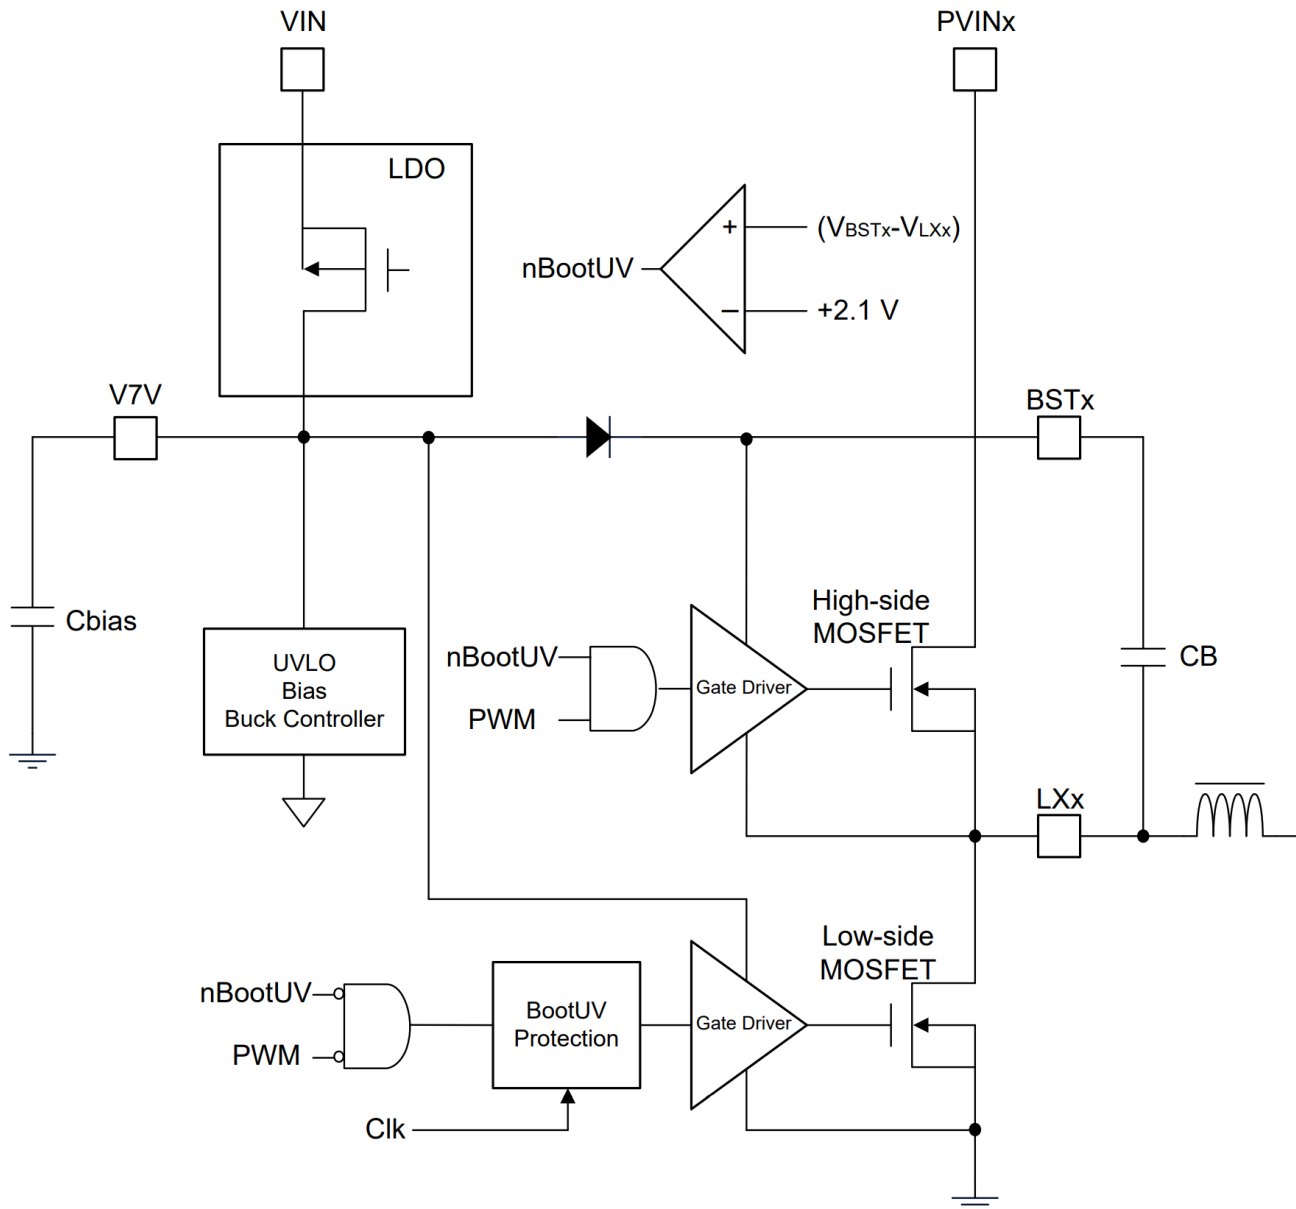 VIN
PVINx
LDO
+
(VBSTx-VLXx)
nBootUV
–
+2.1 V
V7V
BSTx
Cbias
High-side
MOSFET
UVLO
Bias
Buck Controller
nBootUV
PWM
Gate Driver
CB
LXx
Low-side
MOSFET
nBootUV
PWM
BootUV
Protection
Gate Driver
Clk